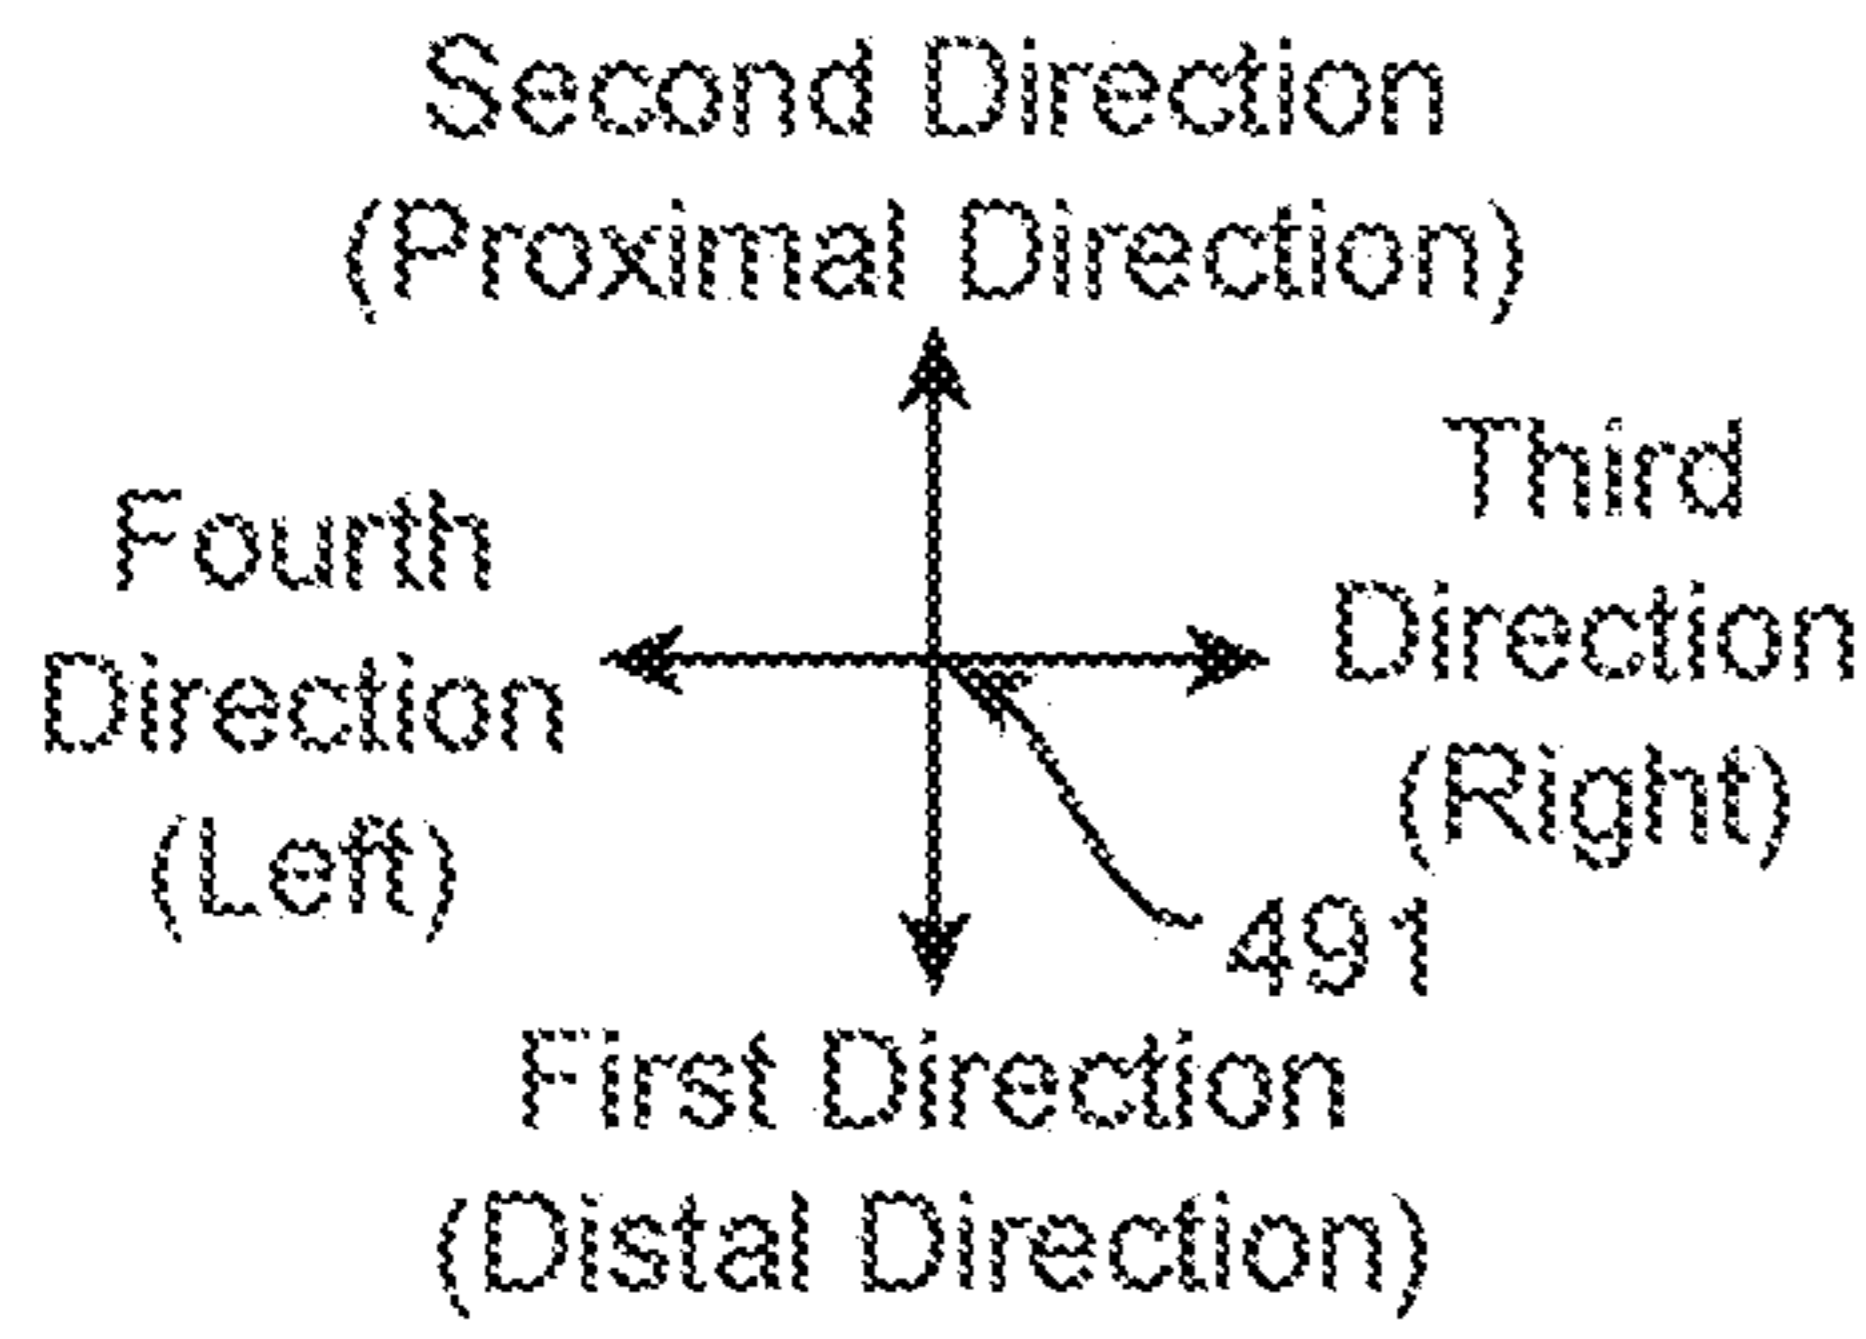 Second Direction
(Proximal Direction)
Fourth
Direction
(Left)
Third
Direction
(Right)
491
First Direction
(Distal Direction)